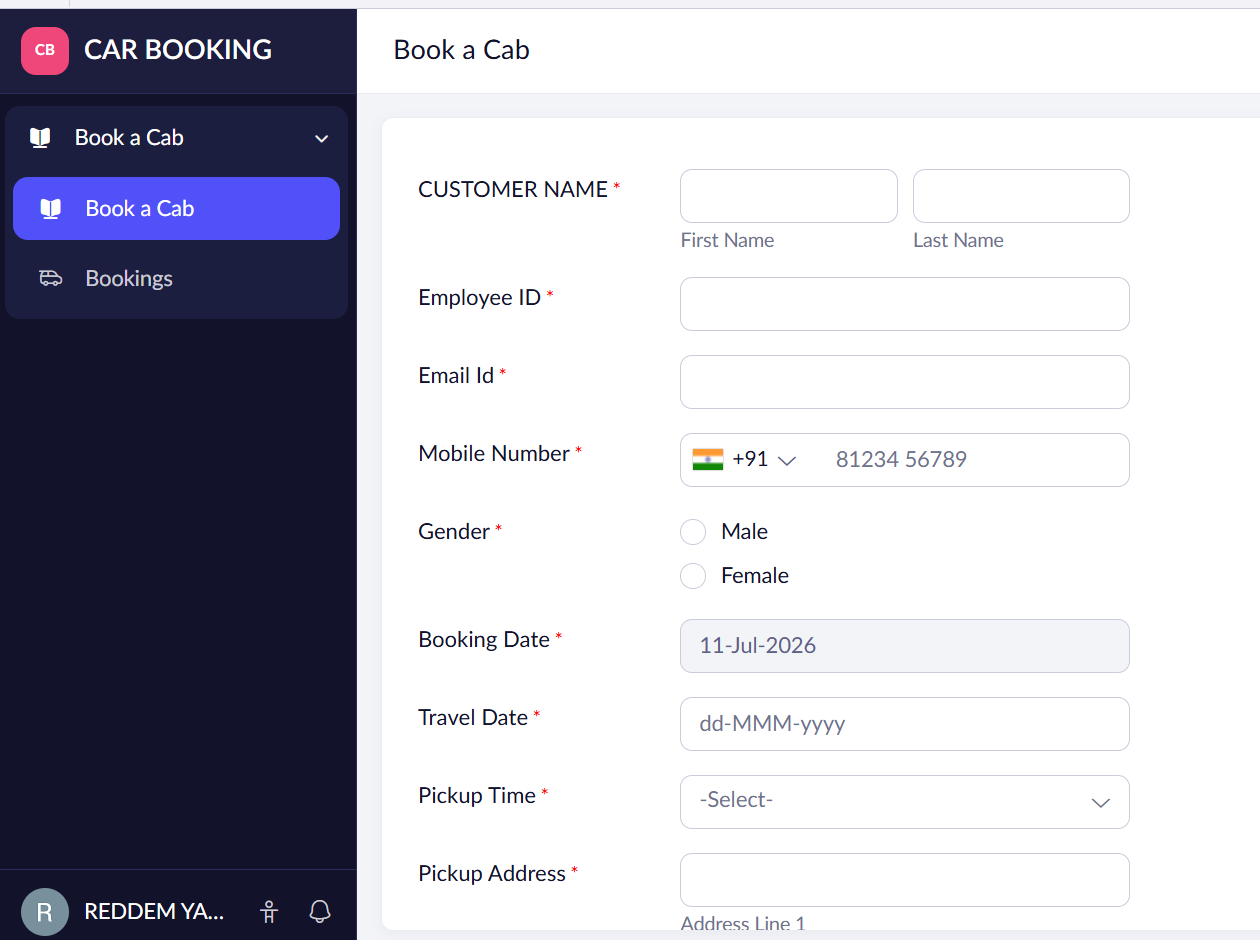 CB CAR BOOKING
Book a Cab
Book a Cab
Bookings
REDDEM YA...
R
Book a Cab
CUSTOMER NAME *
First Name Last Name
Employee ID *
Email Id *
Mobile Number * +91 81234 56789
Gender * Male
Female
Booking Date * 11-Jul-2026
Travel Date * dd-MMM-yyyy
Pickup Time * -Select-
Pickup Address *
Address Line 1